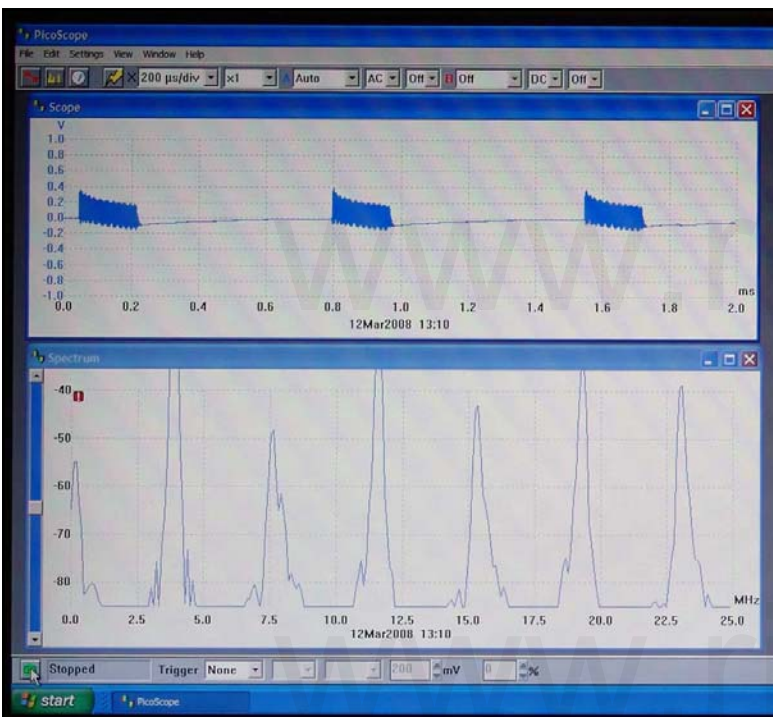 PicoScope
File Edit Settings View Window Help
200 µs/div ×1 A Auto AC Off B Off DC Off
Scope
V
1.0
0.8
0.6
0.4
0.2
0.0
-0.2
-0.4
-0.6
-0.8
-1.0
ms
0.0 0.2 0.4 0.6 0.8 1.0 1.2 1.4 1.6 1.8 2.0
12Mar2008 13:10
Spectrum
-40
-50
-60
-70
-80
MHz
0.0 2.5 5.0 7.5 10.0 12.5 15.0 17.5 20.0 22.5 25.0
12Mar2008 13:10
Stopped Trigger None 200 mV 0 %
start PicoScope
www.r
www.r